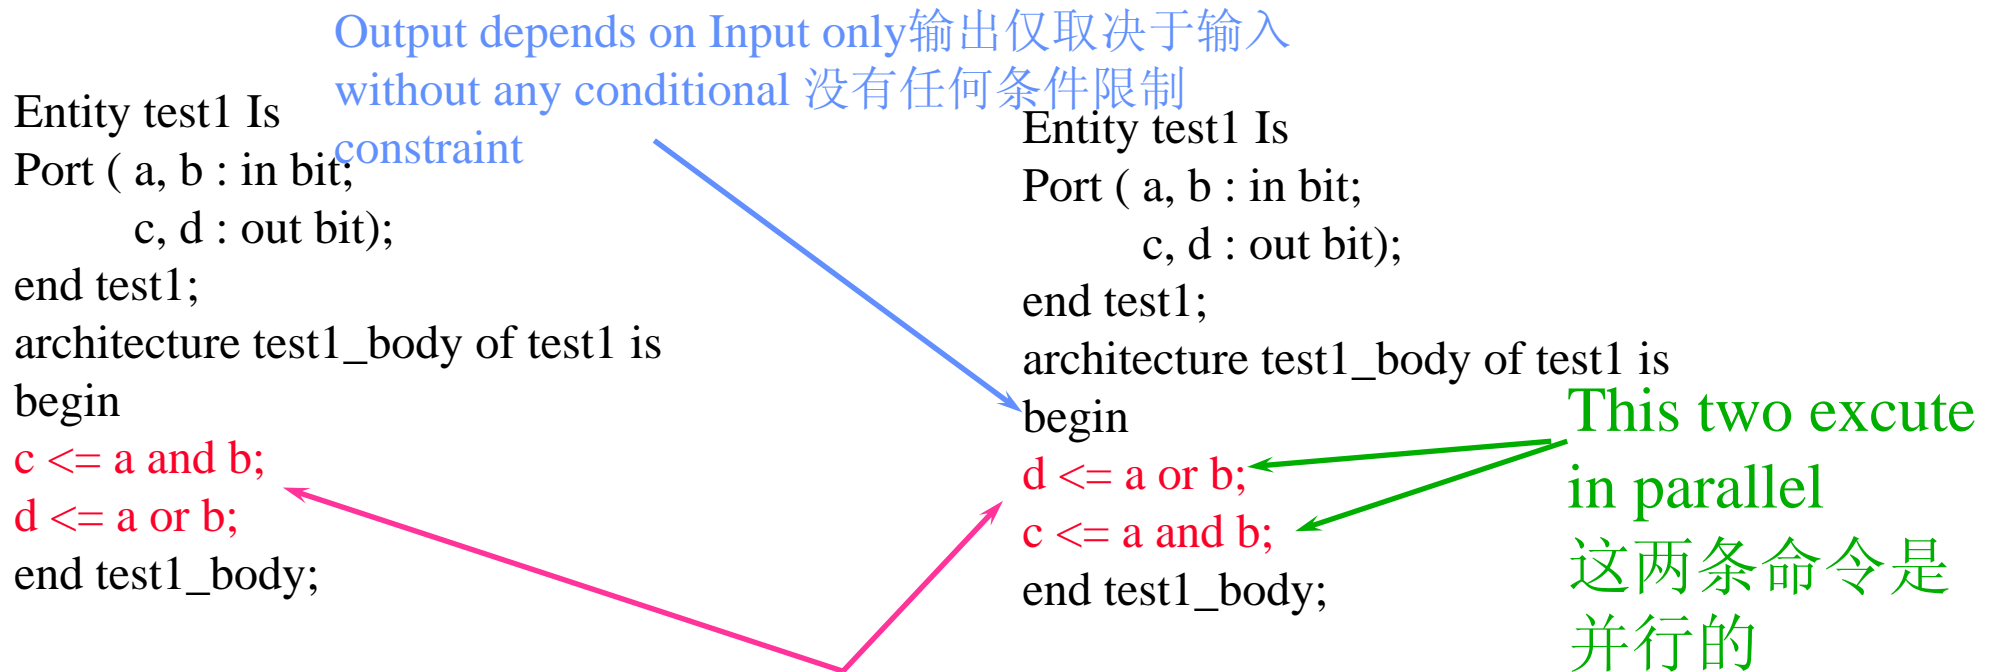 Output depends on Input only输出仅取决于输入
without any conditional 没有任何条件限制
constraint
Entity test1 Is
Port ( a, b : in bit;
c, d : out bit);
end test1;
architecture test1_body of test1 is
begin
c <= a and b;
d <= a or b;
end test1_body;
Entity test1 Is
Port ( a, b : in bit;
c, d : out bit);
end test1;
architecture test1_body of test1 is
begin
d <= a or b;
c <= a and b;
end test1_body;
This two excute
in parallel
这两条命令是
并行的